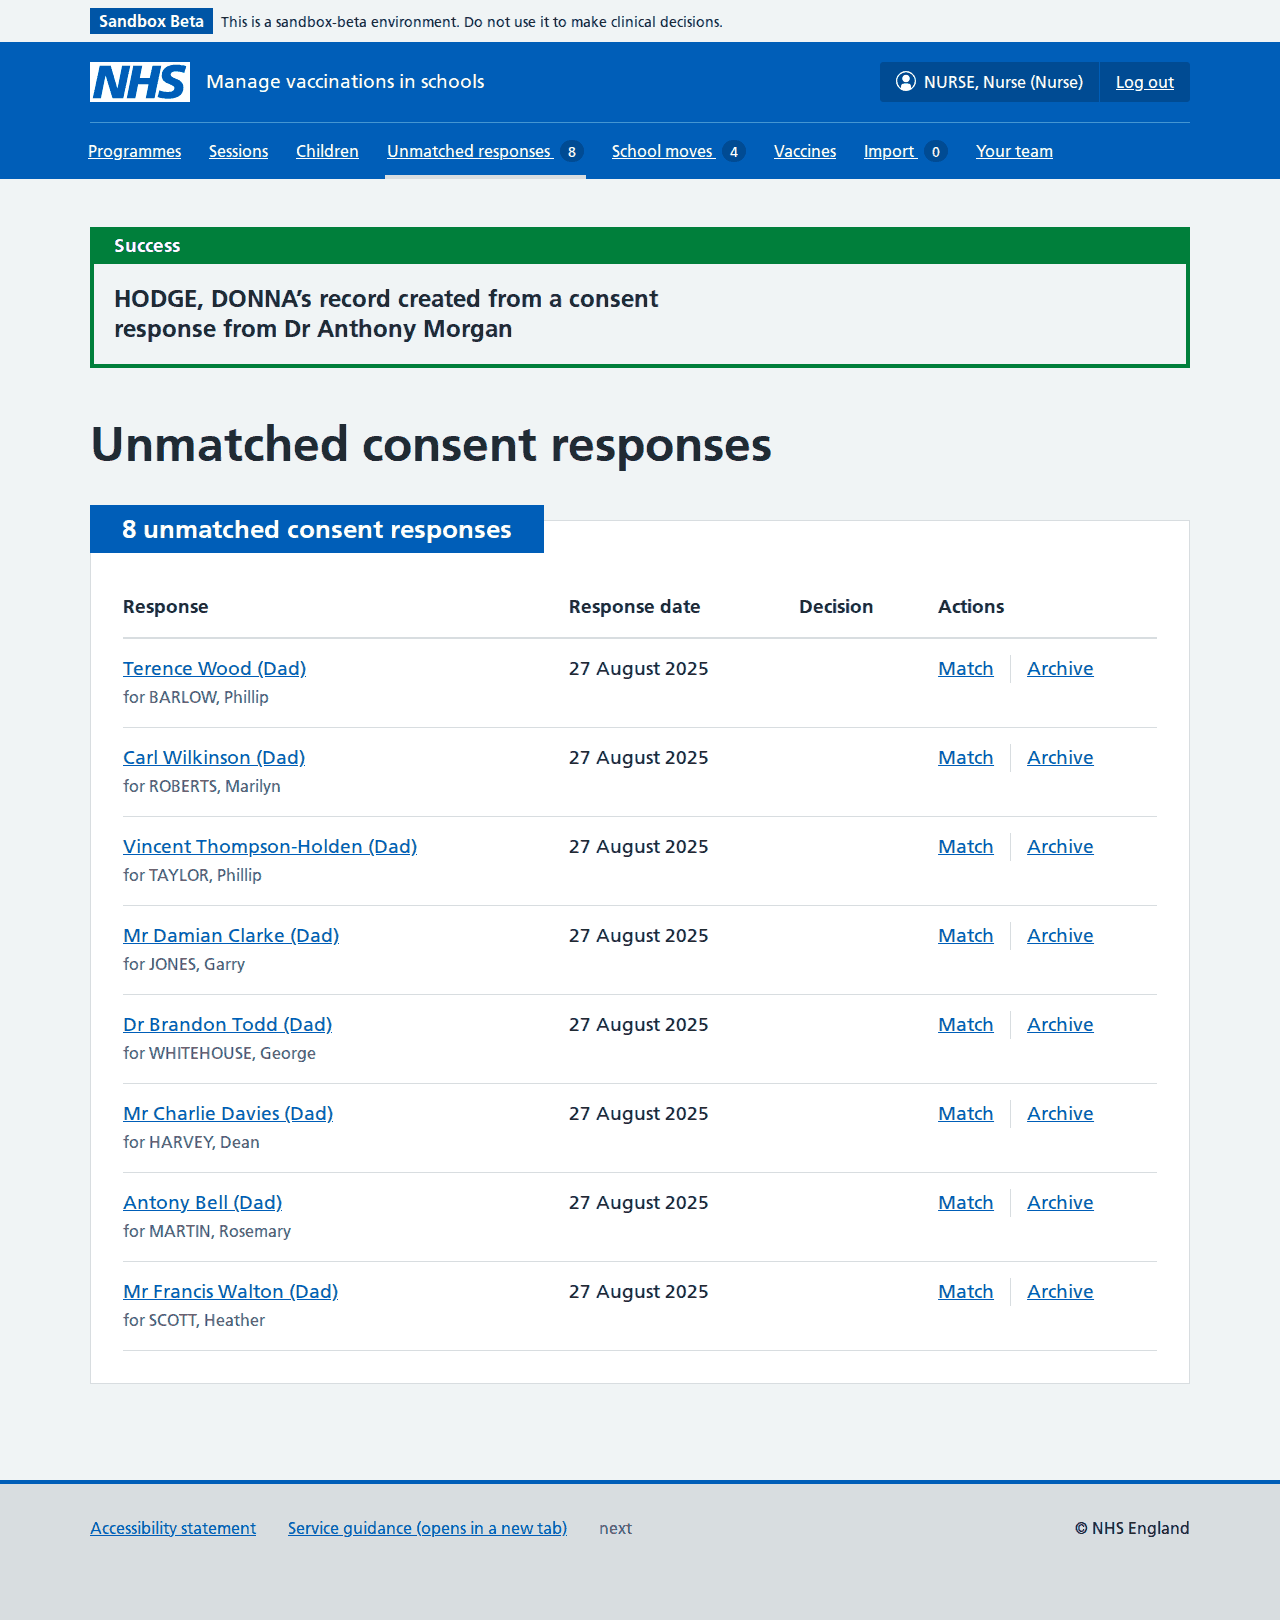 Sandbox Beta This is a sandbox-beta environment. Do not use it to make clinical decisions.
NHS Manage vaccinations in schools NURSE, Nurse (Nurse) Log out
Programmes Sessions Children Unmatched responses 8 School moves 4 Vaccines Import 0 Your team
Success
HODGE, DONNA’s record created from a consent
response from Dr Anthony Morgan
Unmatched consent responses
8 unmatched consent responses
Response Response date Decision Actions
Terence Wood (Dad) 27 August 2025 Match Archive
for BARLOW, Phillip
Carl Wilkinson (Dad) 27 August 2025 Match Archive
for ROBERTS, Marilyn
Vincent Thompson-Holden (Dad) 27 August 2025 Match Archive
for TAYLOR, Phillip
Mr Damian Clarke (Dad) 27 August 2025 Match Archive
for JONES, Garry
Dr Brandon Todd (Dad) 27 August 2025 Match Archive
for WHITEHOUSE, George
Mr Charlie Davies (Dad) 27 August 2025 Match Archive
for HARVEY, Dean
Antony Bell (Dad) 27 August 2025 Match Archive
for MARTIN, Rosemary
Mr Francis Walton (Dad) 27 August 2025 Match Archive
for SCOTT, Heather
Accessibility statement Service guidance (opens in a new tab) next © NHS England